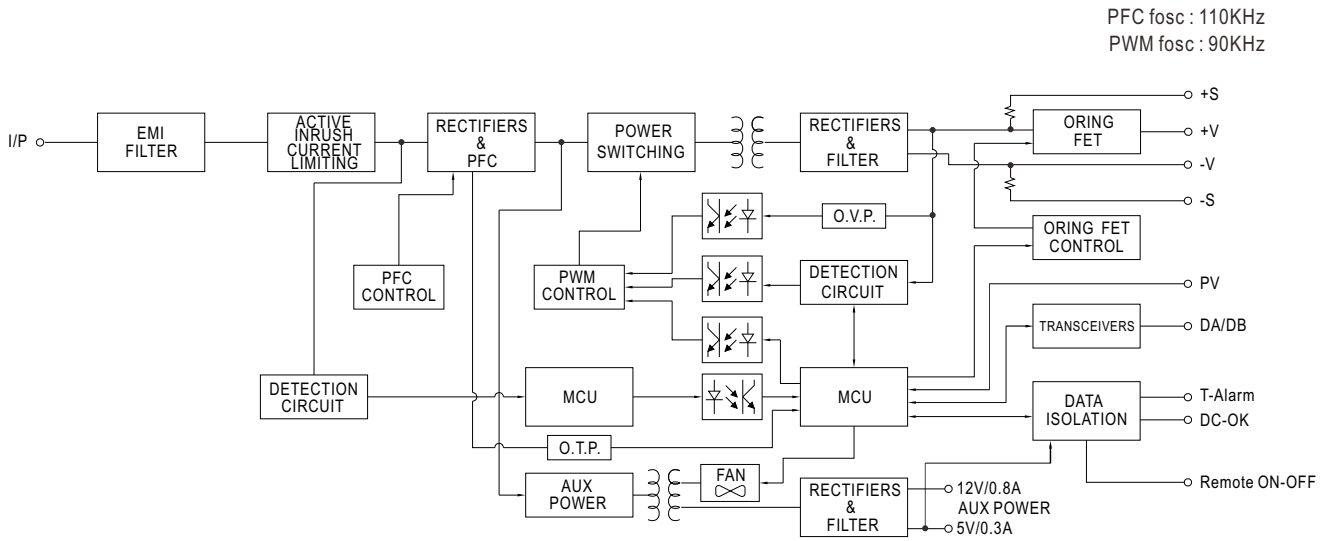 PFC fosc : 110KHz
PWM fosc : 90KHz
I/P
EMI
FILTER
ACTIVE
INRUSH
CURRENT
LIMITING
RECTIFIERS
&
PFC
POWER
SWITCHING
RECTIFIERS
&
FILTER
ORING
FET
+S
+V
-V
-S
O.V.P.
ORING FET
CONTROL
PFC
CONTROL
PWM
CONTROL
DETECTION
CIRCUIT
PV
TRANSCEIVERS
DA/DB
DETECTION
CIRCUIT
MCU
MCU
DATA
ISOLATION
T-Alarm
DC-OK
O.T.P.
AUX
POWER
FAN
RECTIFIERS
&
FILTER
12V/0.8A
AUX POWER
5V/0.3A
Remote ON-OFF